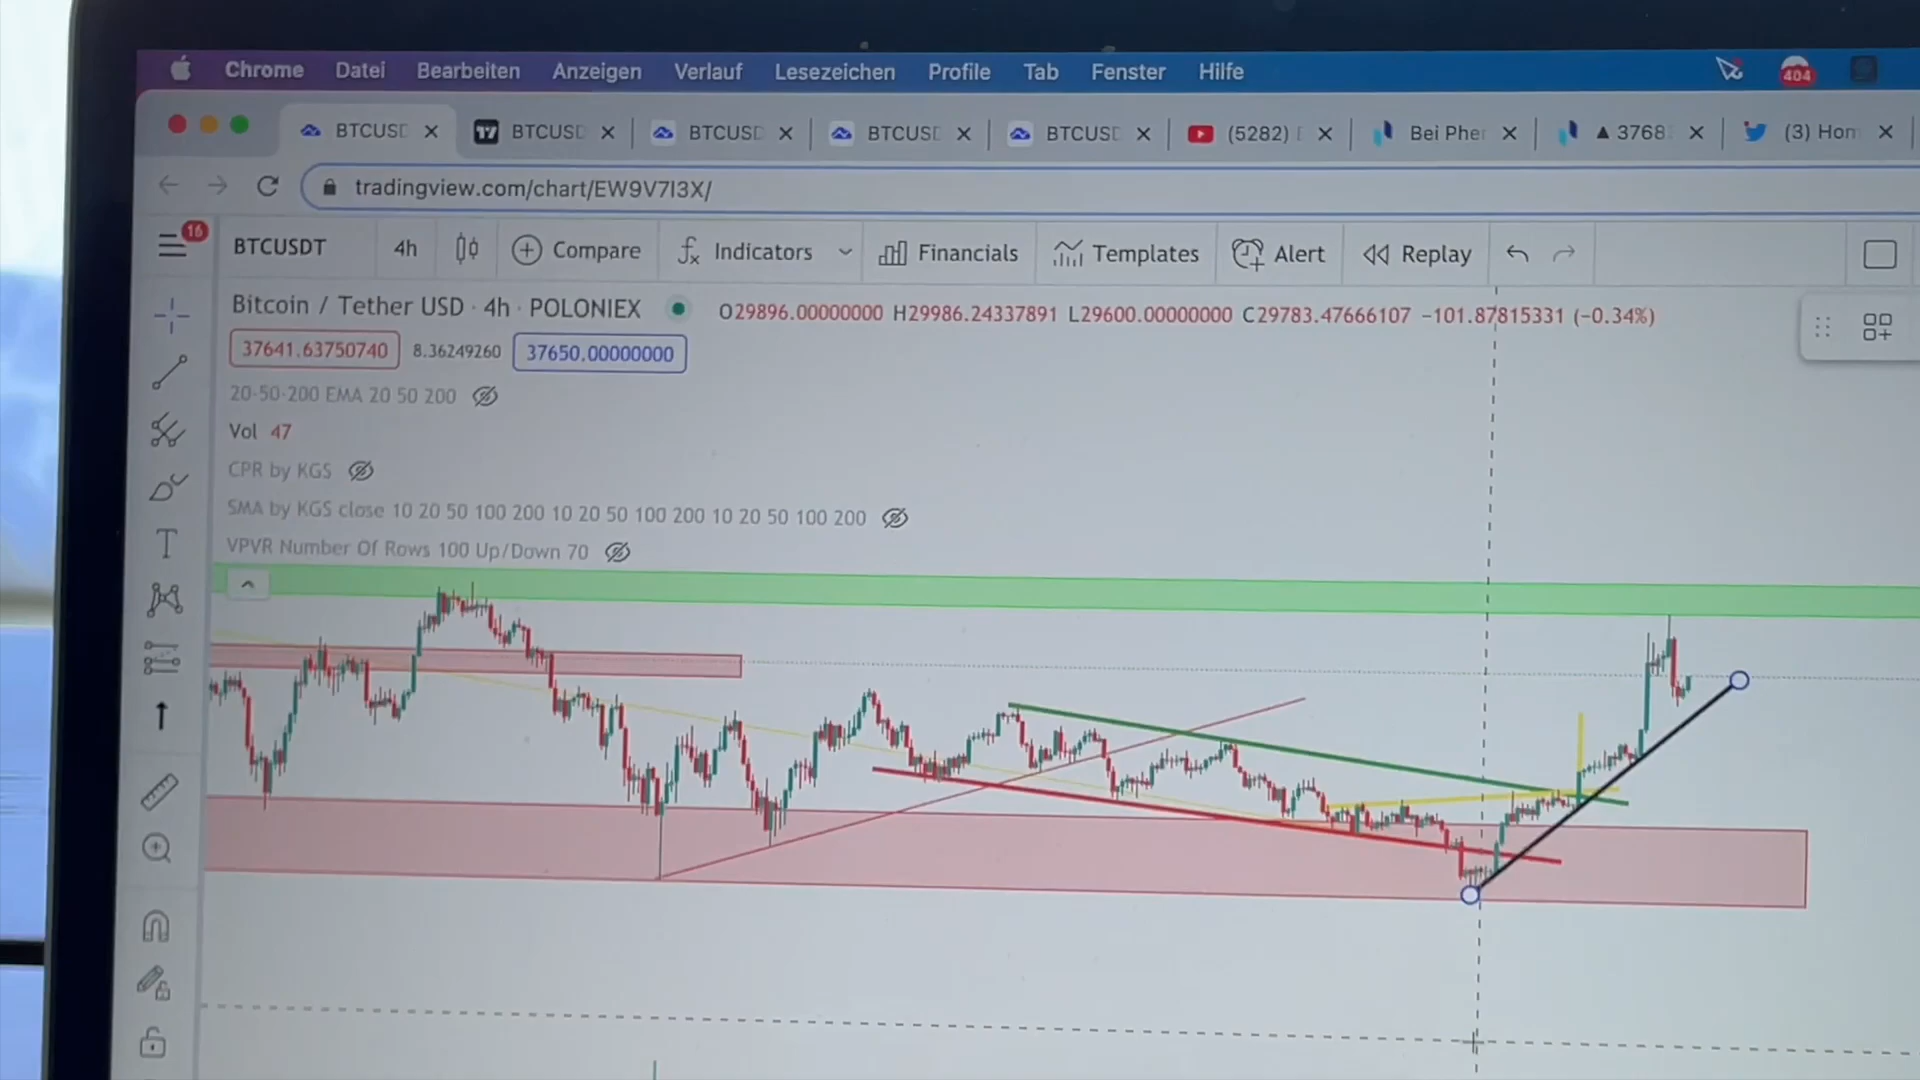 Chrome Datei Bearbeiten Anzeigen Verlauf Lesezeichen Profile Tab Fenster Hilfe 404
BTCUSD BTCUSD BTCUSD BTCUSD BTCUSD (5282) Bei Phe ▲ 3768 (3) Hom
tradingview.com/chart/EW9V7I3X/
16 BTCUSDT 4h Compare Indicators Financials Templates Alert Replay
Bitcoin / Tether USD · 4h · POLONIEX O29896.00000000 H29986.24337891 L29600.00000000 C29783.47666107 −101.87815331 (−0.34%)
37641.63750740 8.36249260 37650.00000000
20-50-200 EMA 20 50 200
Vol 47
CPR by KGS
SMA by KGS close 10 20 50 100 200 10 20 50 100 200 10 20 50 100 200
VPVR Number Of Rows 100 Up/Down 70